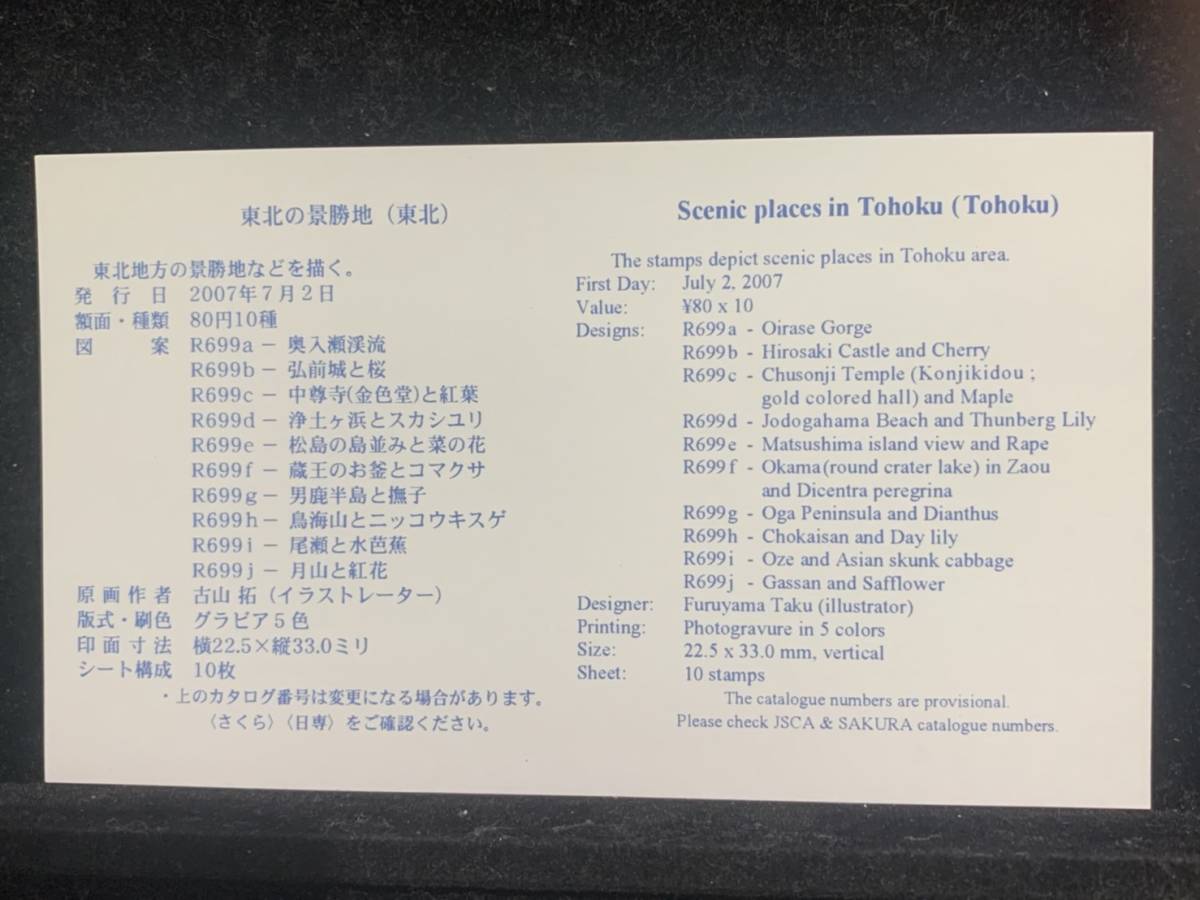 東北の景勝地（東北）
東北地方の景勝地などを描く。
発行日 2007年7月2日
額面・種類 80円10種
図案 R699a － 奥入瀬渓流
R699b － 弘前城と桜
R699c － 中尊寺(金色堂)と紅葉
R699d － 浄土ヶ浜とスカシユリ
R699e － 松島の島並みと菜の花
R699f － 蔵王のお釜とコマクサ
R699g － 男鹿半島と撫子
R699h － 鳥海山とニッコウキスゲ
R699i － 尾瀬と水芭蕉
R699j － 月山と紅花
原画作者 古山 拓（イラストレーター）
版式・刷色 グラビア5色
印面寸法 横22.5×縦33.0ミリ
シート構成 10枚
・上のカタログ番号は変更になる場合があります。
〈さくら〉〈日専〉をご確認ください。
Scenic places in Tohoku (Tohoku)
The stamps depict scenic places in Tohoku area.
First Day: July 2, 2007
Value: ¥80 x 10
Designs: R699a - Oirase Gorge
R699b - Hirosaki Castle and Cherry
R699c - Chusonji Temple (Konjikidou ;
gold colored hall) and Maple
R699d - Jodogahama Beach and Thunberg Lily
R699e - Matsushima island view and Rape
R699f - Okama(round crater lake) in Zaou
and Dicentra peregrina
R699g - Oga Peninsula and Dianthus
R699h - Chokaisan and Day lily
R699i - Oze and Asian skunk cabbage
R699j - Gassan and Safflower
Designer: Furuyama Taku (illustrator)
Printing: Photogravure in 5 colors
Size: 22.5 x 33.0 mm, vertical
Sheet: 10 stamps
The catalogue numbers are provisional.
Please check JSCA & SAKURA catalogue numbers.